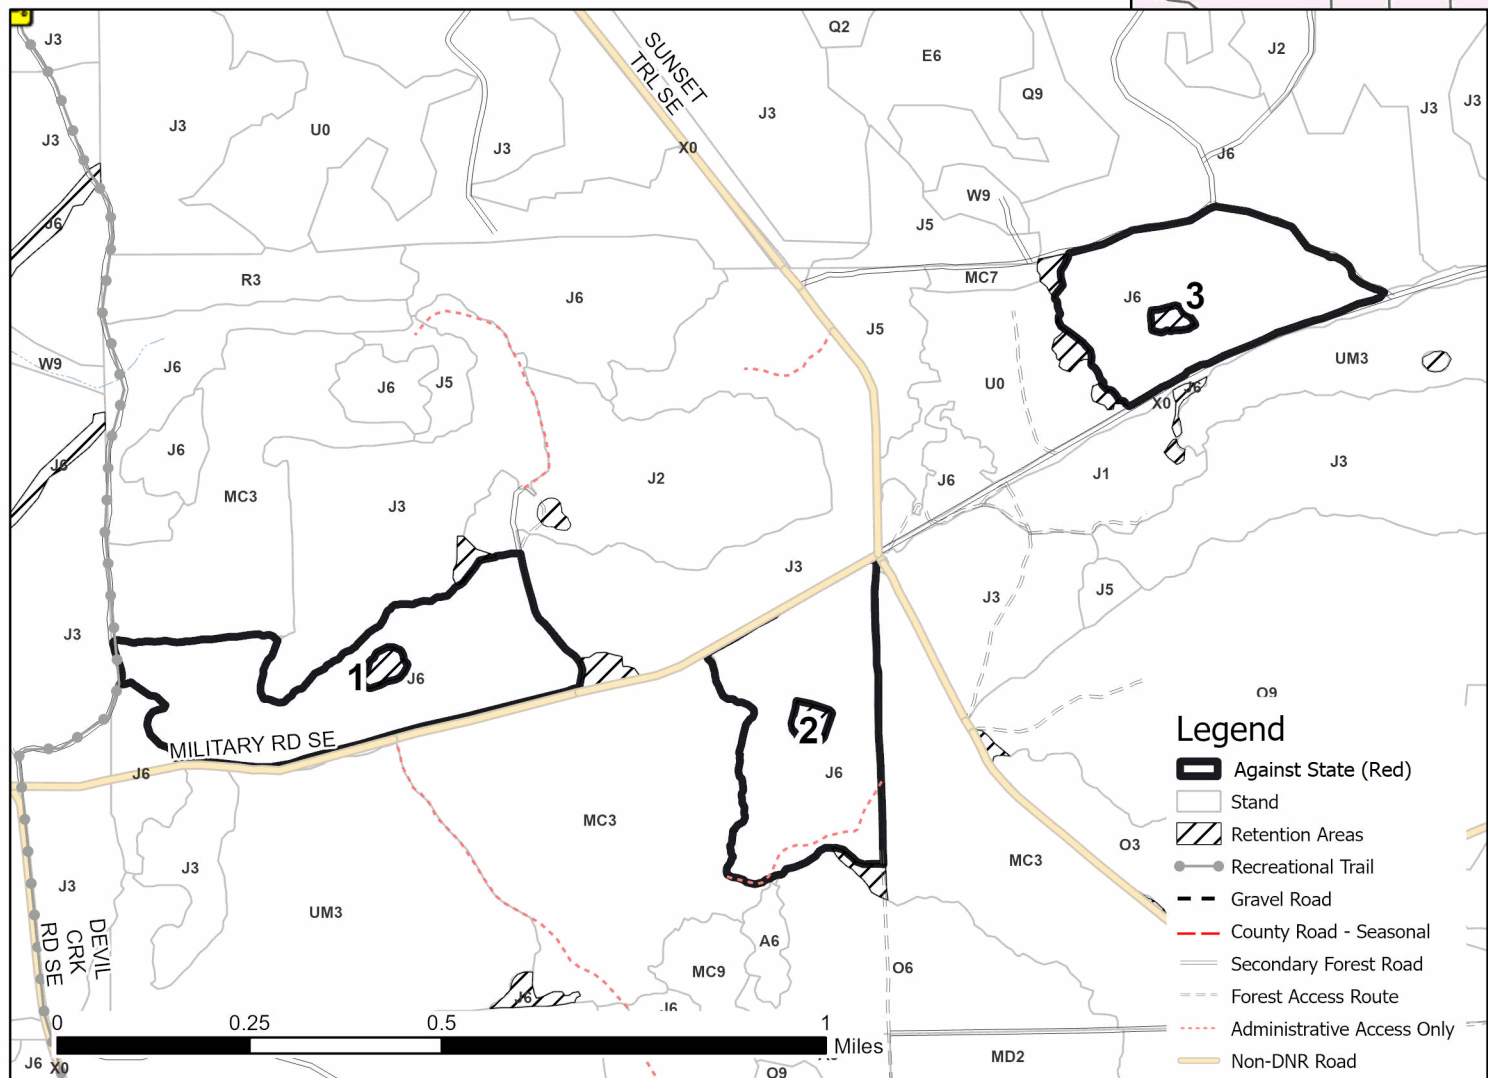 J3
Q2
E6
J2
SUNSET
TRL SE
Q9
J3
J3
J3
J3
U0
J3
J3
X0
J6
W9
J6
J5
R3
MC7
J6
J6
3
J5
W9
J6
UM3
J6
J5
U0
J6
X0
J6
J3
J6
J2
J6
J1
MC3
J3
J3
J5
J3
J3
1
J6
O9
2
MILITARY RD SE
J6
J6
MC3
O3
MC3
J3
J3
UM3
A6
DEVIL
CRK
RD SE
MC9
O6
J6
J6
0
0.25
0.5
1
Miles
MD2
J6
X0
O9
Legend
Against State (Red)
Stand
Retention Areas
Recreational Trail
Gravel Road
County Road - Seasonal
Secondary Forest Road
Forest Access Route
Administrative Access Only
Non-DNR Road